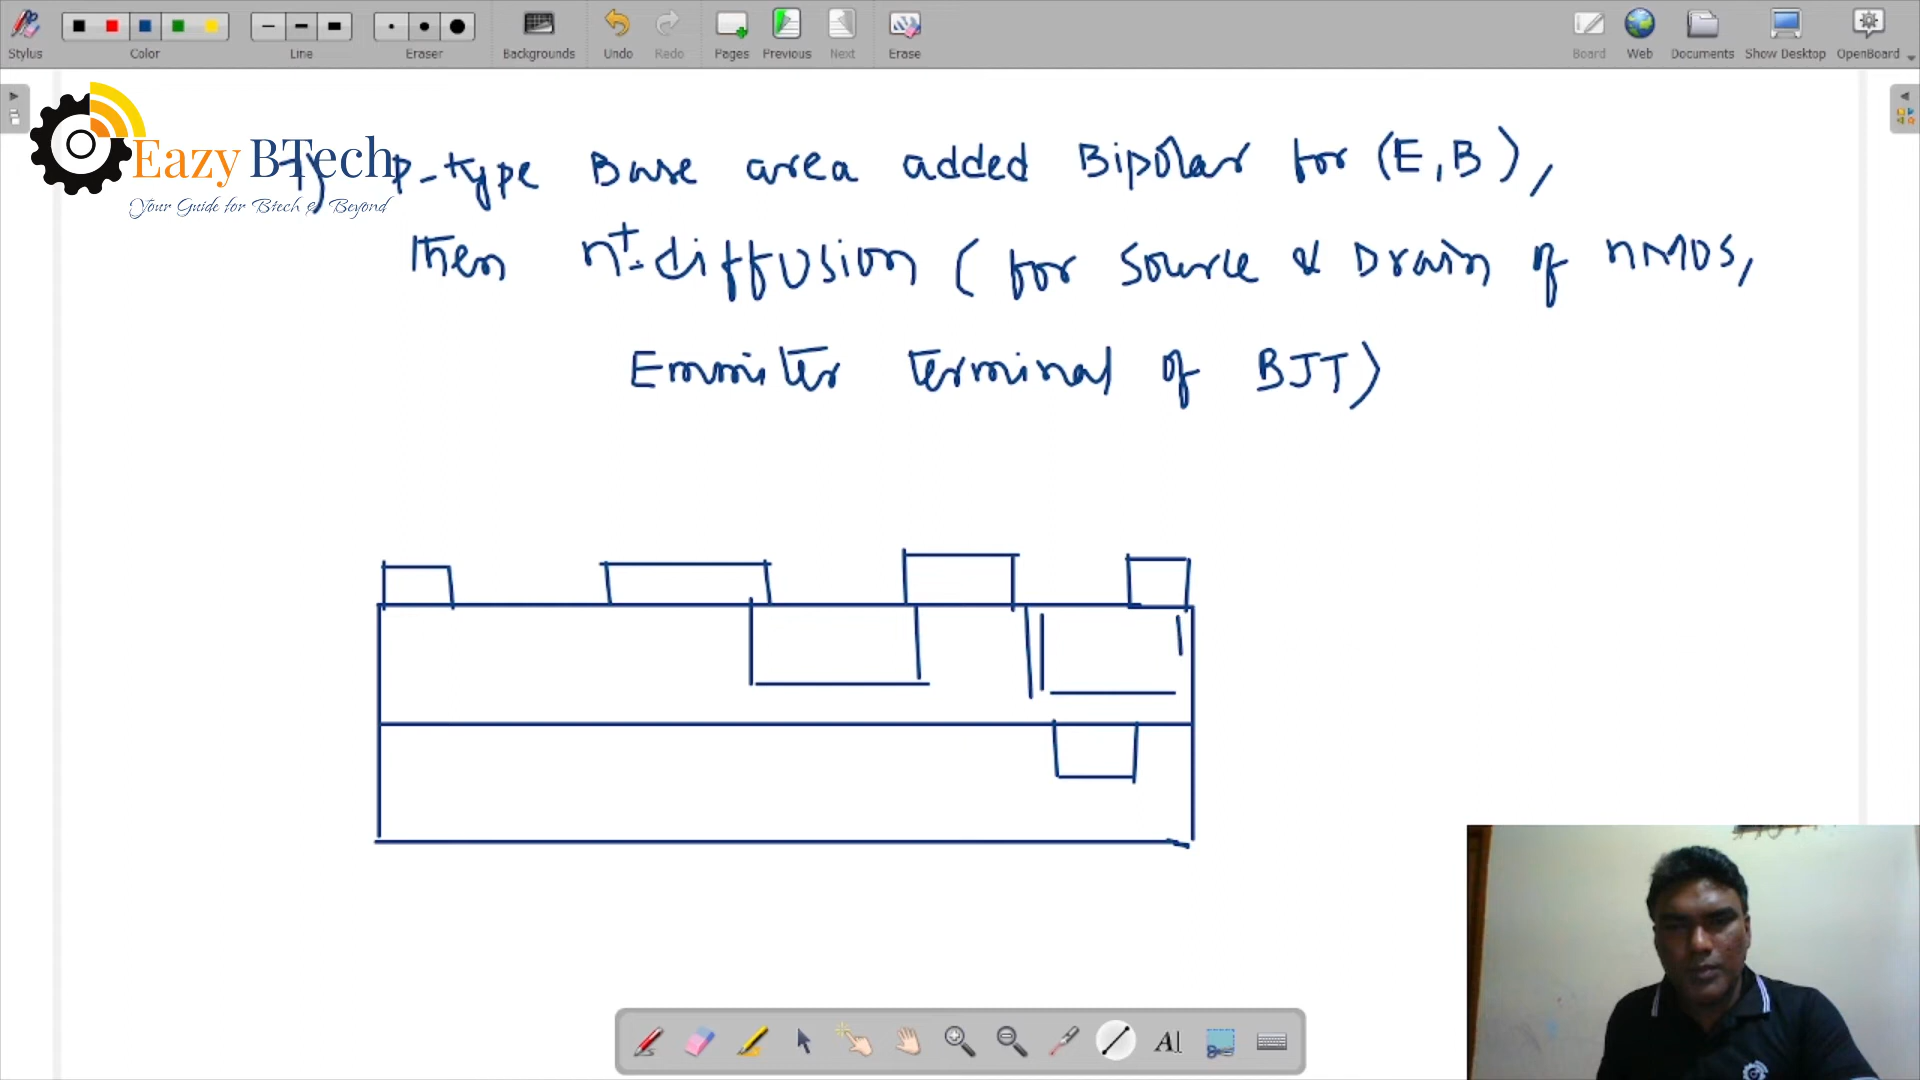 Stylus
Color
Line
Eraser
Backgrounds
Undo
Redo
Pages
Previous
Next
Erase
Board
Web
Documents
Show Desktop
OpenBoard
Eazy BTech
Your Guide for Btech & Beyond
7) P-type Base area added Bipolar for (E,B),
then n⁺-diffusion ( for Source & Drain of nMOS,
Emmiter terminal of BJT)